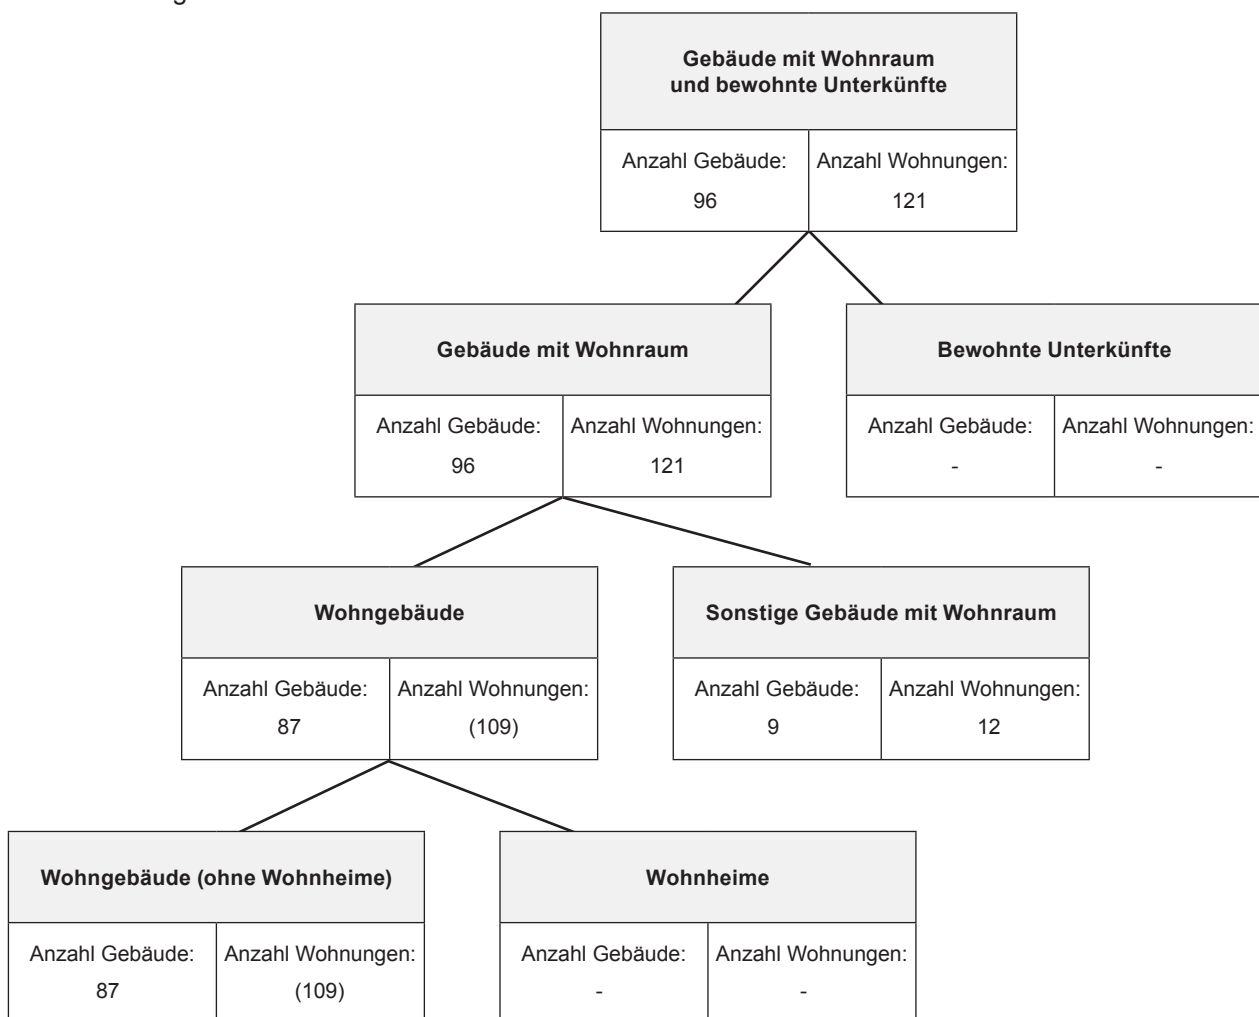 Gebäude mit Wohnraum
und bewohnte Unterkünfte
Anzahl Gebäude: Anzahl Wohnungen:
96 121
Gebäude mit Wohnraum
Anzahl Gebäude: Anzahl Wohnungen:
96 121
Bewohnte Unterkünfte
Anzahl Gebäude: Anzahl Wohnungen:
- -
Wohngebäude
Anzahl Gebäude: Anzahl Wohnungen:
87 (109)
Sonstige Gebäude mit Wohnraum
Anzahl Gebäude: Anzahl Wohnungen:
9 12
Wohngebäude (ohne Wohnheime)
Anzahl Gebäude: Anzahl Wohnungen:
87 (109)
Wohnheime
Anzahl Gebäude: Anzahl Wohnungen:
- -